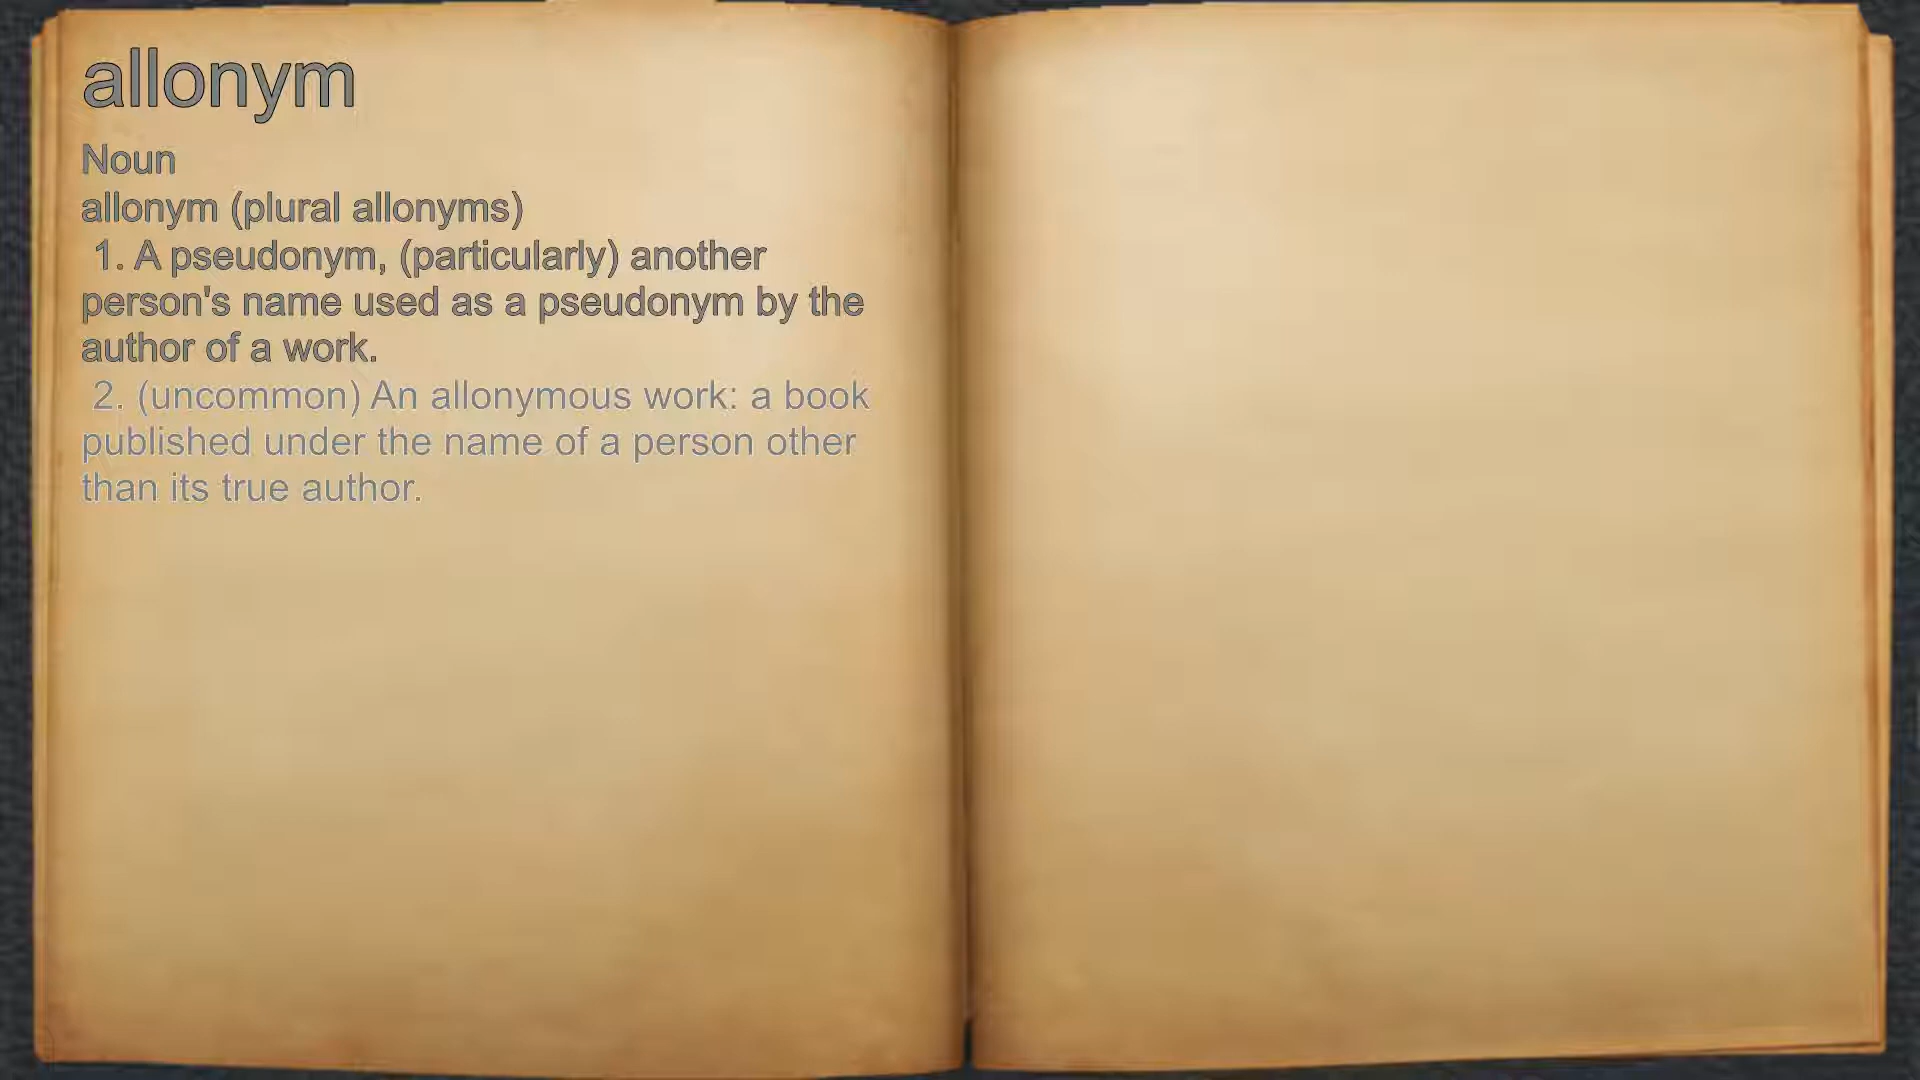 allonym
Noun
allonym (plural allonyms)
1. A pseudonym, (particularly) another
person's name used as a pseudonym by the
author of a work.
2. (uncommon) An allonymous work: a book
published under the name of a person other
than its true author.